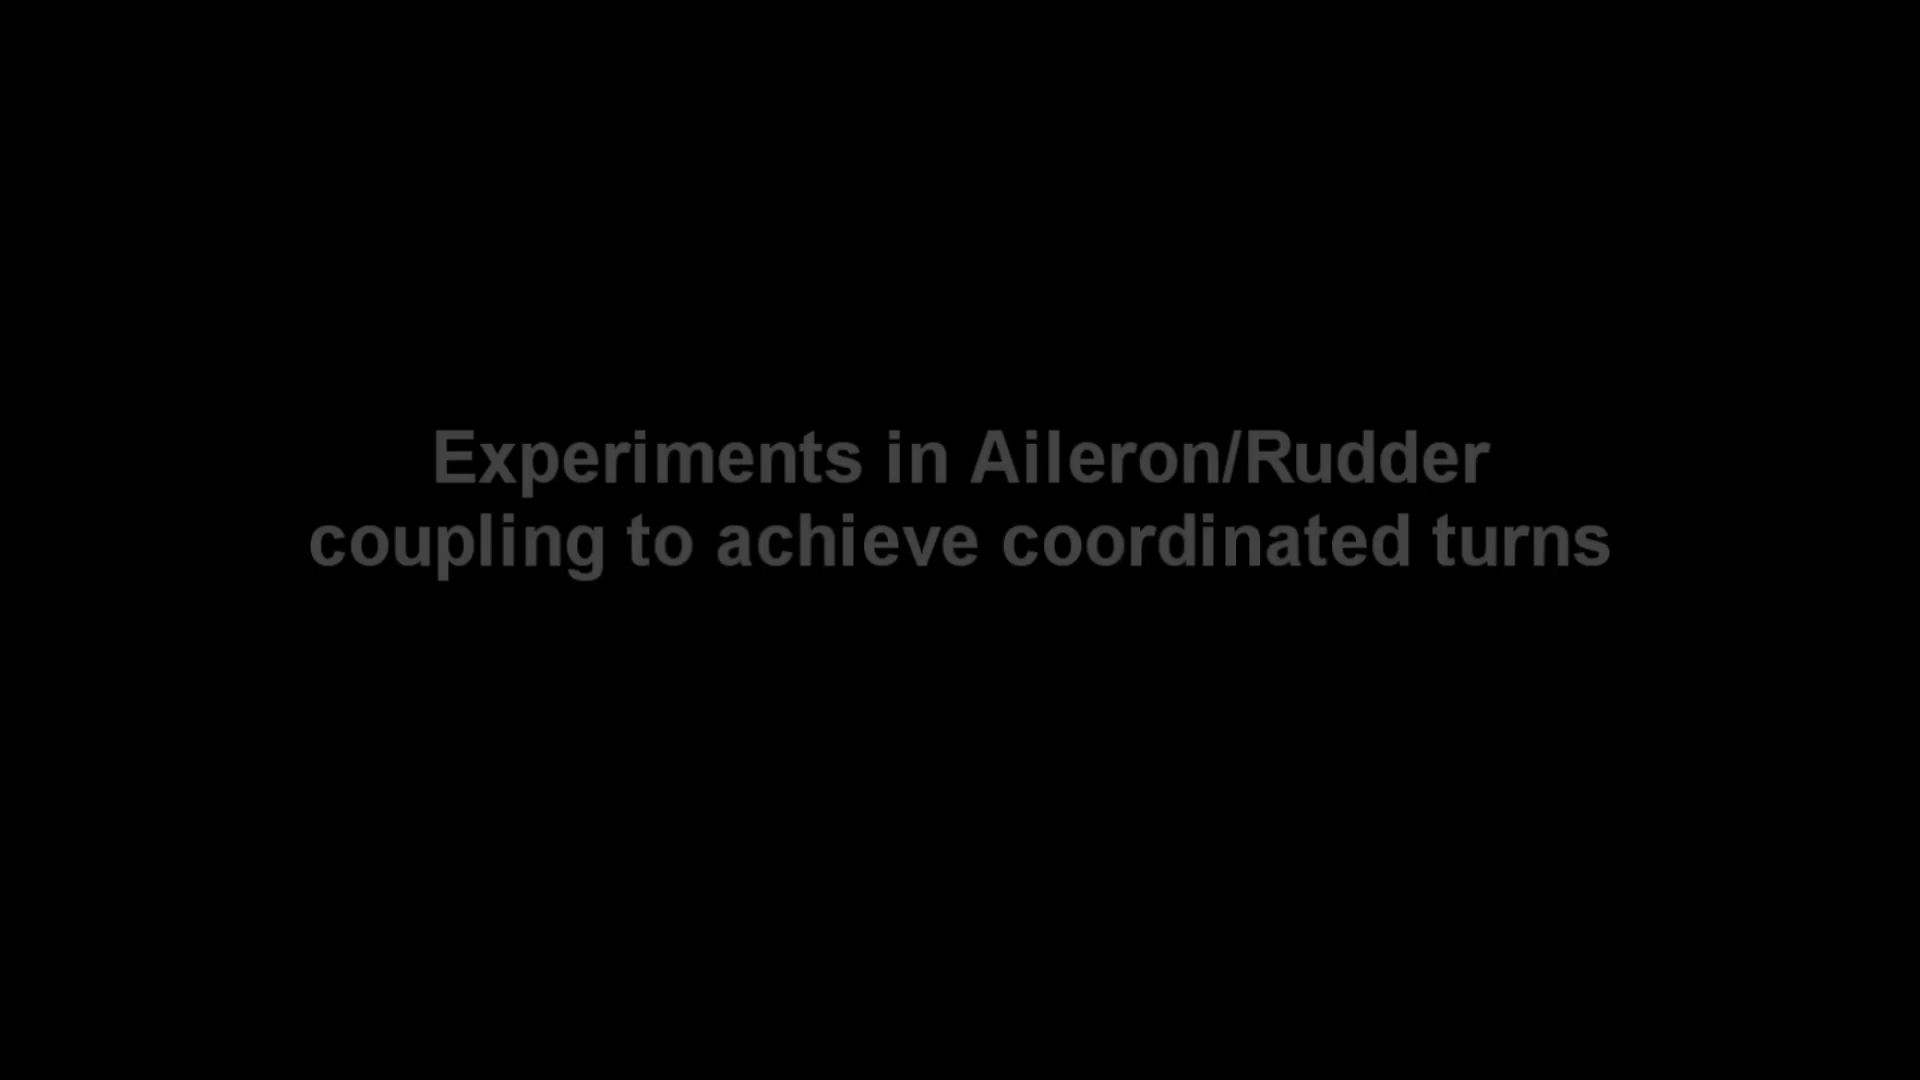 Experiments in Aileron/Rudder
coupling to achieve coordinated turns